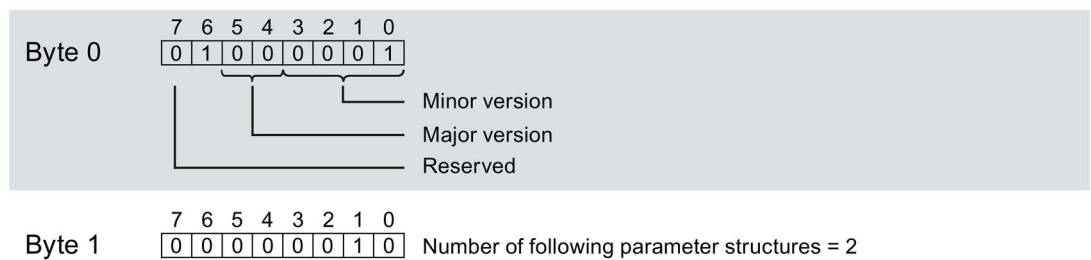 7 6 5 4 3 2 1 0
Byte 0 0 1 0 0 0 0 0 1
Minor version
Major version
Reserved
7 6 5 4 3 2 1 0
Byte 1 0 0 0 0 0 0 1 0 Number of following parameter structures = 2